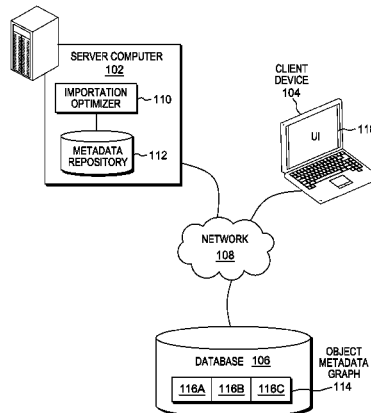 SERVER COMPUTER
102
IMPORTATION
OPTIMIZER
110
METADATA
REPOSITORY
112
CLIENT
DEVICE
104
UI
118
NETWORK
108
DATABASE 106
OBJECT
METADATA
GRAPH
114
116A 116B 116C